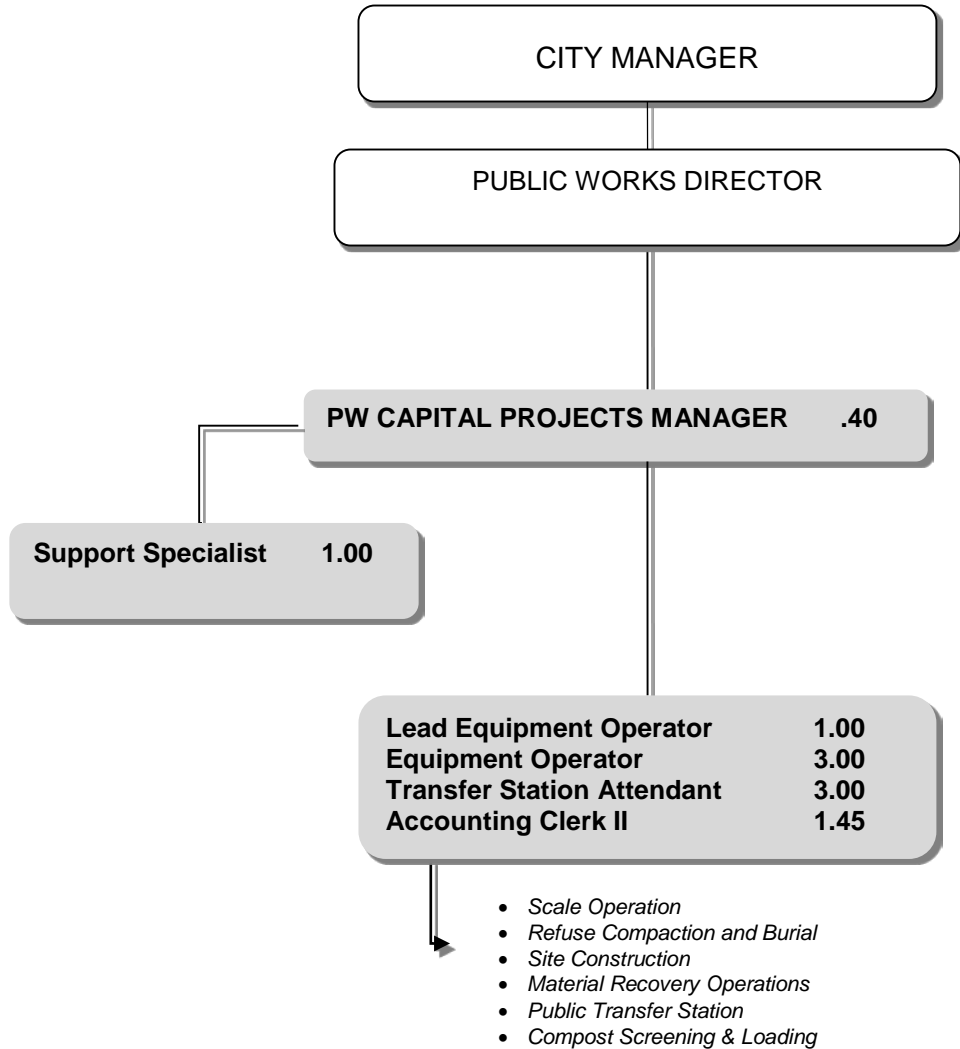 CITY MANAGER
PUBLIC WORKS DIRECTOR
PW CAPITAL PROJECTS MANAGER .40
Support Specialist 1.00
Lead Equipment Operator 1.00
Equipment Operator 3.00
Transfer Station Attendant 3.00
Accounting Clerk II 1.45
• Scale Operation
• Refuse Compaction and Burial
• Site Construction
• Material Recovery Operations
• Public Transfer Station
• Compost Screening & Loading